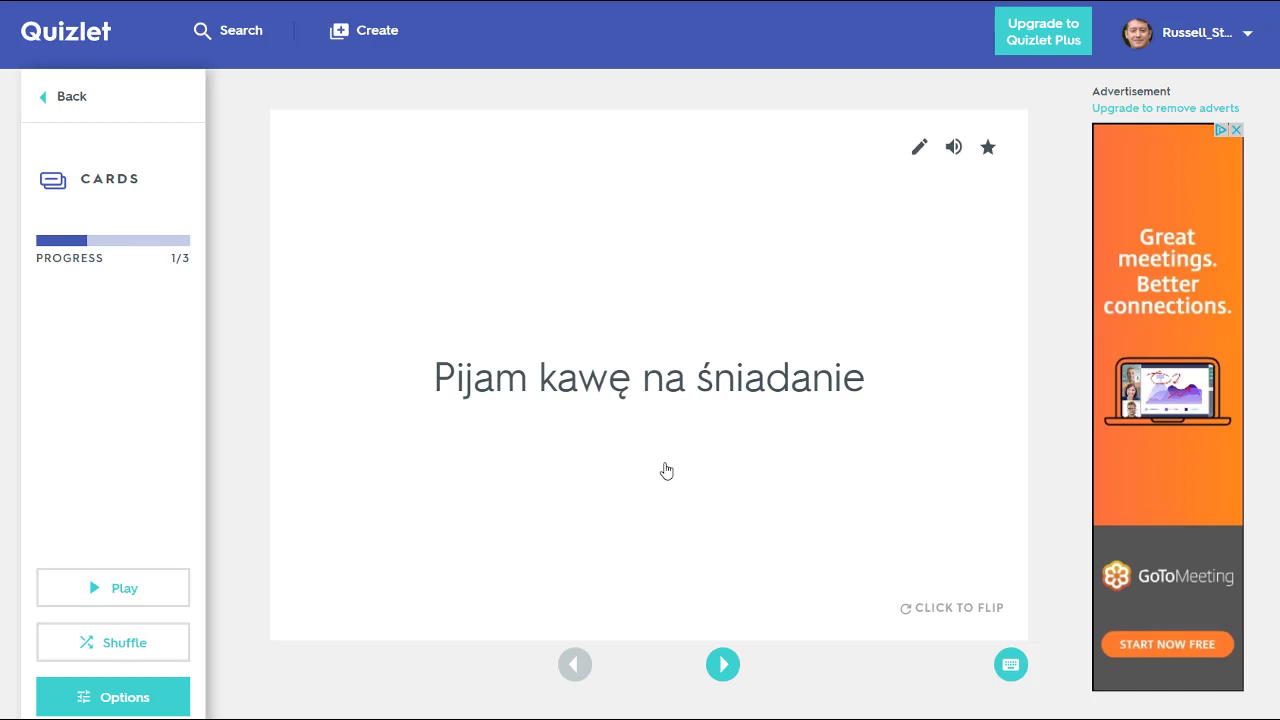 Quizlet
Search
Create
Upgrade to
Quizlet Plus
Russell_St...
Back
CARDS
PROGRESS 1/3
Play
Shuffle
Options
Pijam kawę na śniadanie
CLICK TO FLIP
Advertisement
Upgrade to remove adverts
Great
meetings.
Better
connections.
GoToMeeting
START NOW FREE